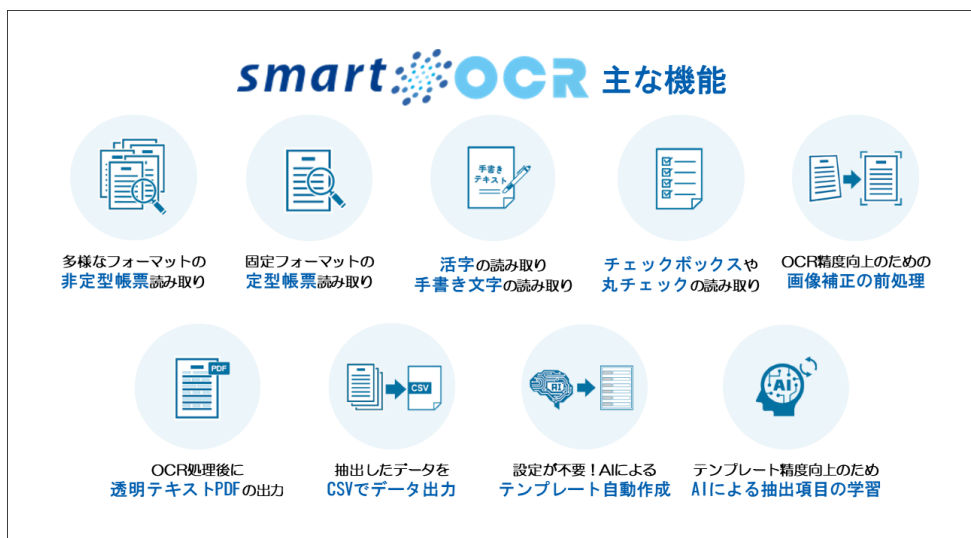 smart OCR 主な機能
手書き
テキスト
多様なフォーマットの
非定型帳票読み取り
固定フォーマットの
定型帳票読み取り
活字の読み取り
手書き文字の読み取り
チェックボックスや
丸チェックの読み取り
OCR精度向上のための
画像補正の前処理
PDF
CSV
AI
AI
OCR処理後に
透明テキストPDFの出力
抽出したデータを
CSVでデータ出力
設定が不要!AIによる
テンプレート自動作成
テンプレート精度向上のため
AIによる抽出項目の学習